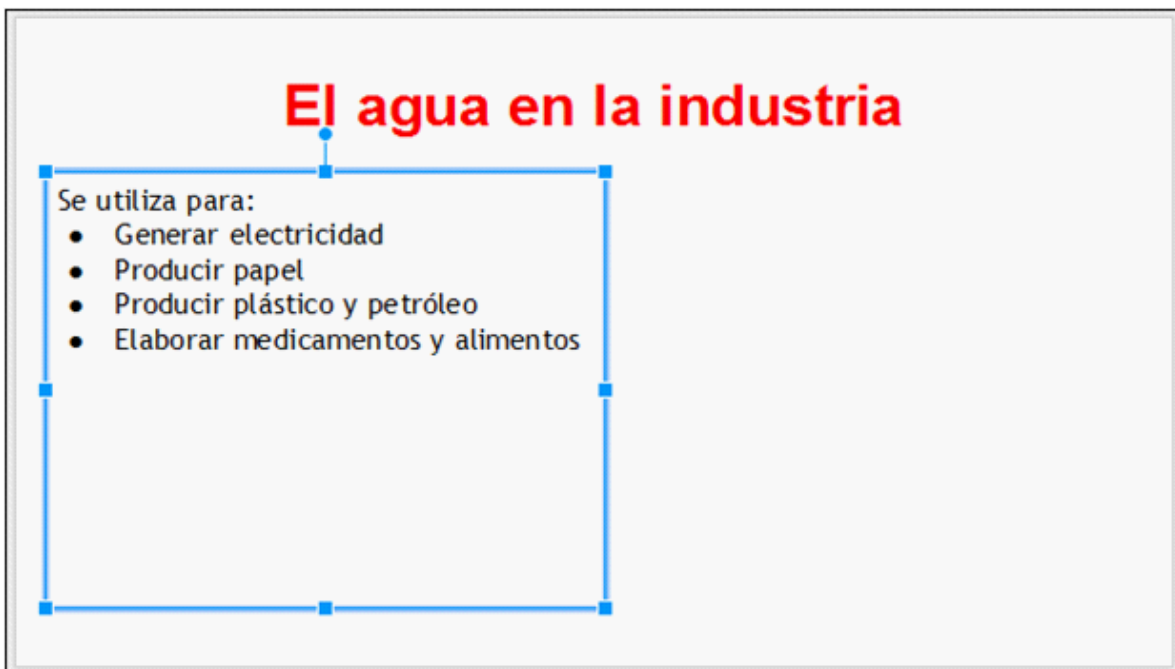 El agua en la industria
Se utiliza para:
● Generar electricidad
● Producir papel
● Producir plástico y petróleo
● Elaborar medicamentos y alimentos